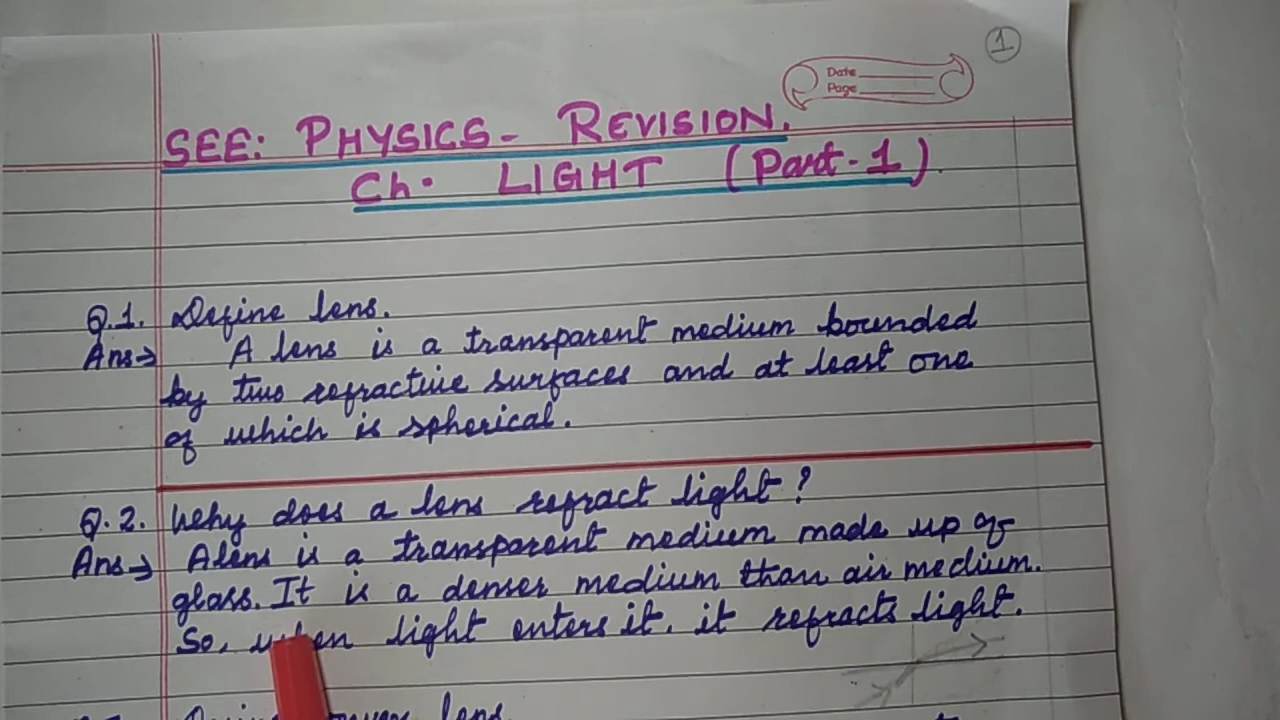 1
Date
Page
SEE: PHYSICS- REVISION.
Ch. LIGHT (Part-1).
Q.1. Define lens.
Ans→ A lens is a transparent medium bounded
by two refractive surfaces and at least one
of which is spherical.
Q.2. Why does a lens refract light?
Ans→ A lens is a transparent medium made up of
glass. It is a denser medium than air medium.
So, when light enters it, it refracts light.
lens.